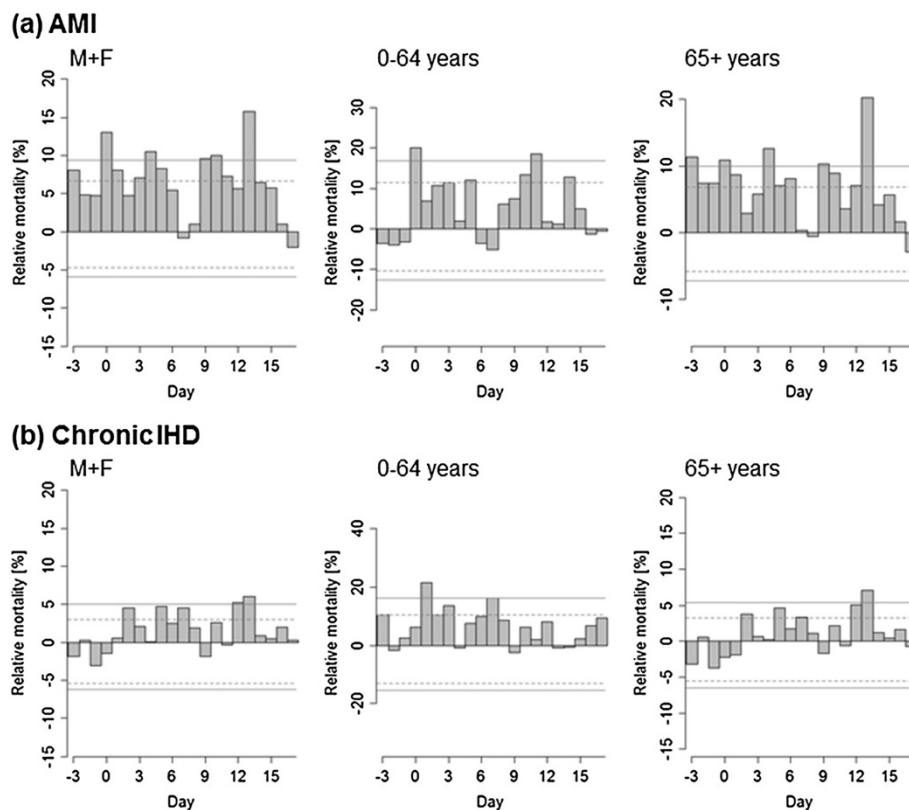 (a) AMI
M+F
0-64 years
65+ years
Relative mortality [%]
20
15
10
5
0
-5
-10
-15
-3 0 3 6 9 12 15
Day
Relative mortality [%]
30
20
10
0
-10
-20
-3 0 3 6 9 12 15
Day
Relative mortality [%]
20
10
0
-10
-3 0 3 6 9 12 15
Day
(b) Chronic IHD
M+F
0-64 years
65+ years
Relative mortality [%]
20
15
10
5
0
-5
-10
-15
-3 0 3 6 9 12 15
Day
Relative mortality [%]
40
20
0
-20
-3 0 3 6 9 12 15
Day
Relative mortality [%]
20
15
10
5
0
-5
-10
-15
-3 0 3 6 9 12 15
Day